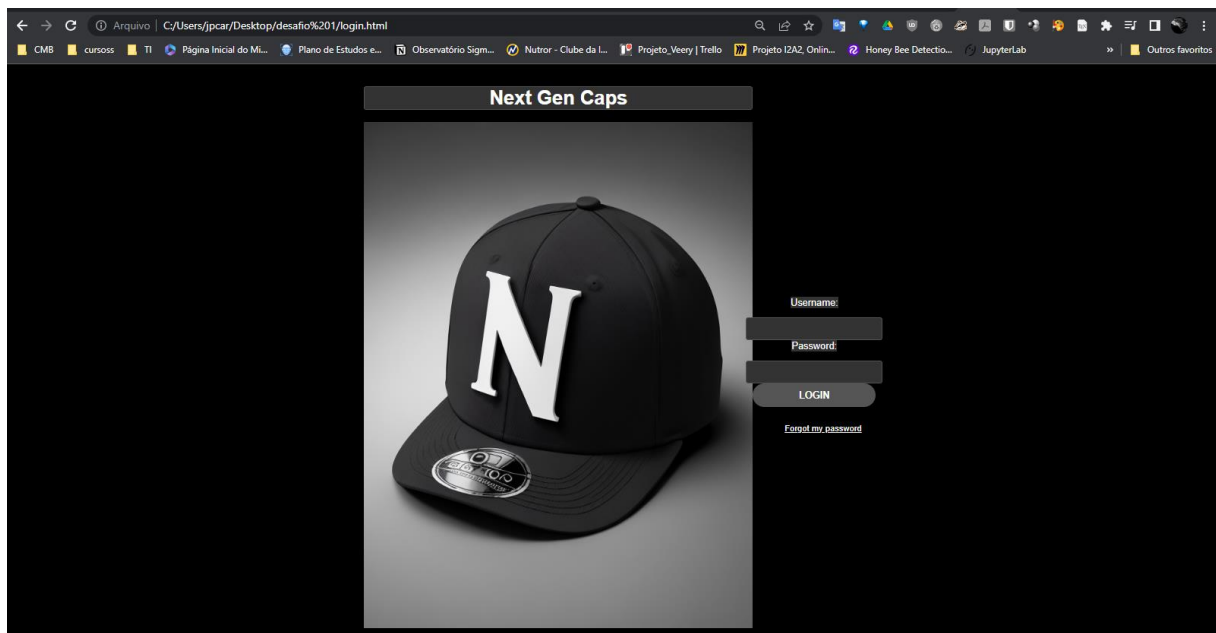 Arquivo C:/Users/jpcar/Desktop/desafio%201/login.html
CMB cursoss TI Página Inicial do Mi... Plano de Estudos e... Observatório Sigm... Nutror - Clube da l... Projeto_Veery | Trello Projeto I2A2, Onlin... Honey Bee Detectio... JupyterLab » Outros favoritos
Next Gen Caps
N
Username:
Password:
LOGIN
Forgot my password